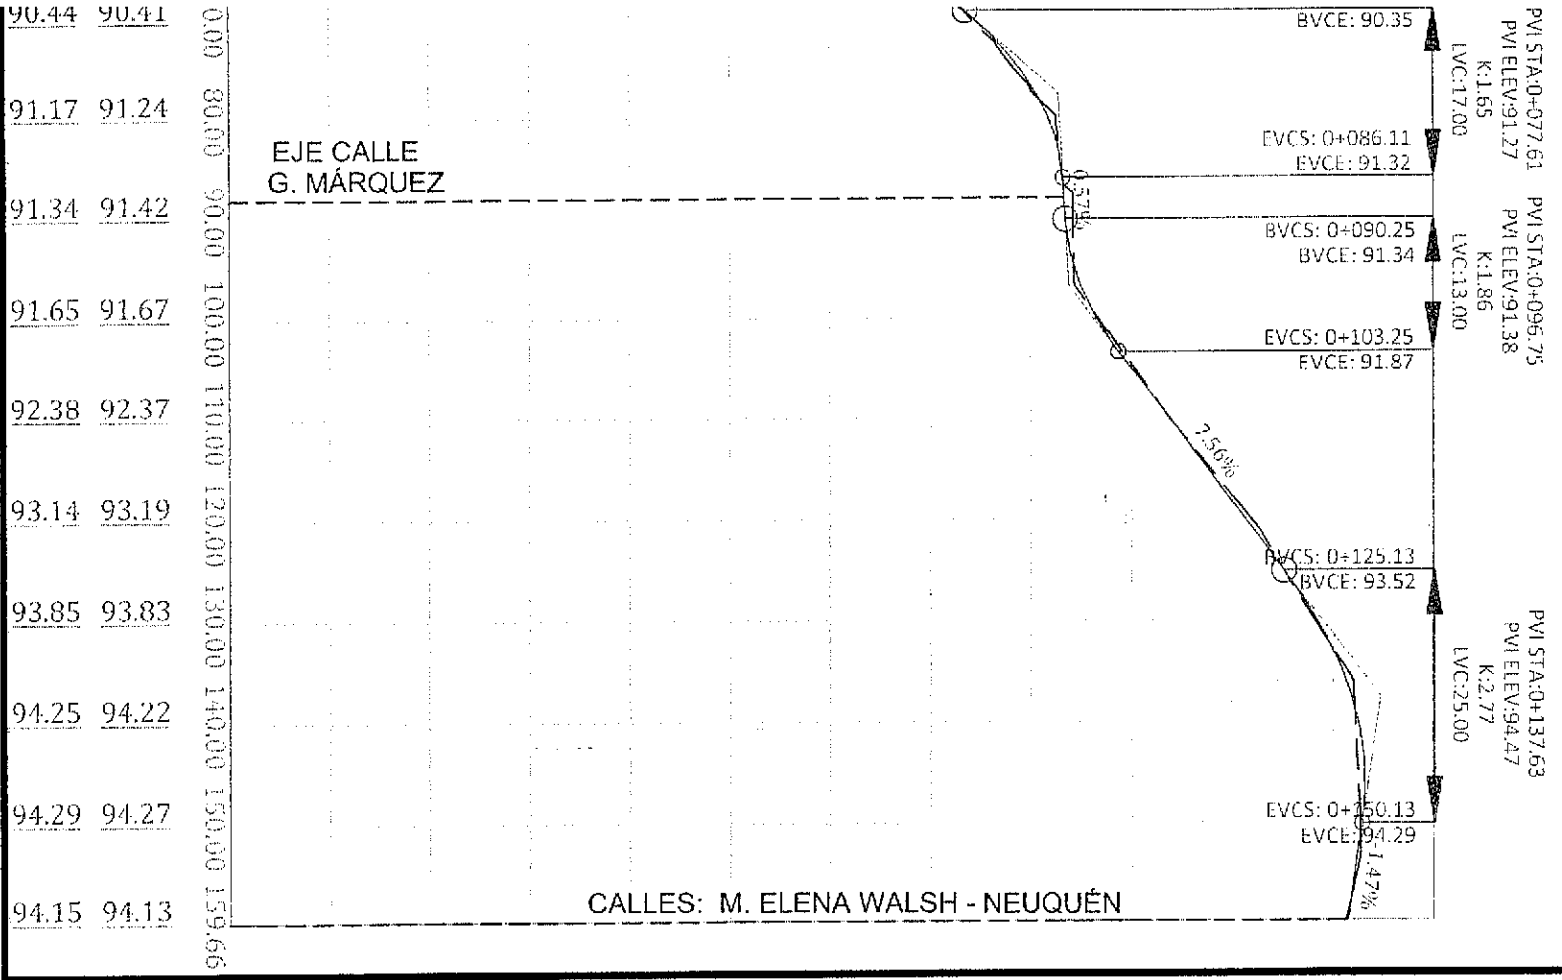 90.44 90.41
91.17 91.24
91.34 91.42
91.65 91.67
92.38 92.37
93.14 93.19
93.85 93.83
94.25 94.22
94.29 94.27
94.15 94.13
0.00 80.00 90.00 100.00 110.00 120.00 130.00 140.00 150.00 159.66
EJE CALLE
G. MÁRQUEZ
CALLES: M. ELENA WALSH - NEUQUÉN
0.57%
7.56%
-1.47%
BVCE: 90.35
EVCS: 0+086.11
EVCE: 91.32
BVCS: 0+090.25
BVCE: 91.34
EVCS: 0+103.25
EVCE: 91.87
BVCS: 0+125.13
BVCE: 93.52
EVCS: 0+150.13
EVCE: 94.29
PVI STA:0+077.61
PVI ELEV:91.27
K:1.65
LVC:17.00
PVI STA:0+096.75
PVI ELEV:91.38
K:1.86
LVC:13.00
PVI STA:0+137.63
PVI ELEV:94.47
K:2.77
LVC:25.00